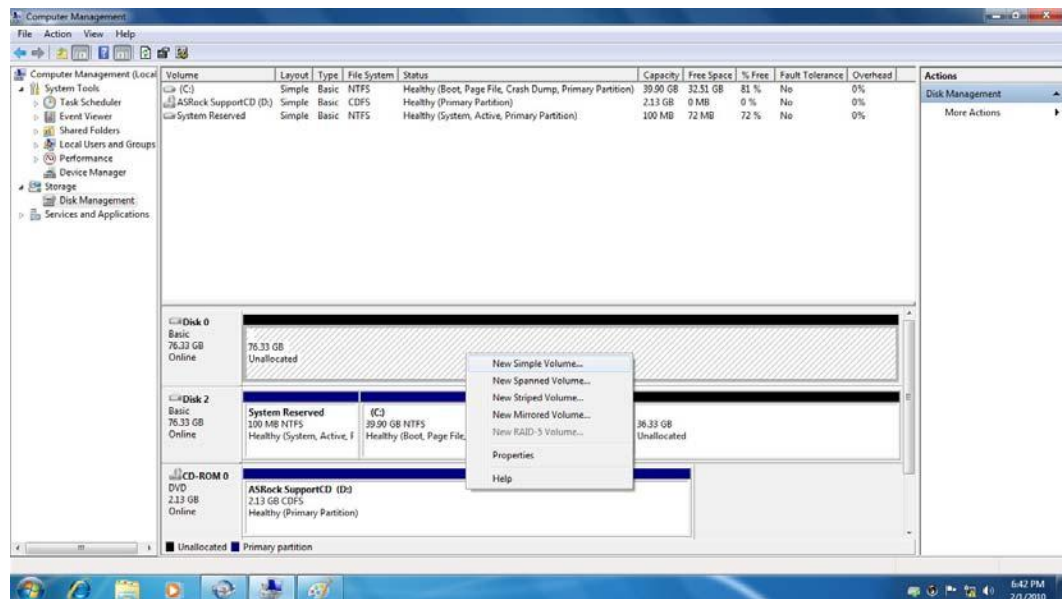 Computer Management
File Action View Help
Computer Management (Local
System Tools
Task Scheduler
Event Viewer
Shared Folders
Local Users and Groups
Performance
Device Manager
Storage
Disk Management
Services and Applications
Volume Layout Type File System Status Capacity Free Space % Free Fault Tolerance Overhead
(C:) Simple Basic NTFS Healthy (Boot, Page File, Crash Dump, Primary Partition) 39.90 GB 32.51 GB 81 % No 0%
ASRock SupportCD (D:) Simple Basic CDFS Healthy (Primary Partition) 2.13 GB 0 MB 0 % No 0%
System Reserved Simple Basic NTFS Healthy (System, Active, Primary Partition) 100 MB 72 MB 72 % No 0%
Actions
Disk Management
More Actions
Disk 0
Basic
76.33 GB
Online
76.33 GB
Unallocated
New Simple Volume...
New Spanned Volume...
New Striped Volume...
New Mirrored Volume...
New RAID-5 Volume...
Properties
Help
Disk 2
Basic
76.33 GB
Online
System Reserved
100 MB NTFS
Healthy (System, Active,
(C:)
39.90 GB NTFS
Healthy (Boot, Page File,
36.33 GB
Unallocated
CD-ROM 0
DVD
2.13 GB
Online
ASRock SupportCD (D:)
2.13 GB CDFS
Healthy (Primary Partition)
Unallocated Primary partition
6:42 PM
2/1/2010